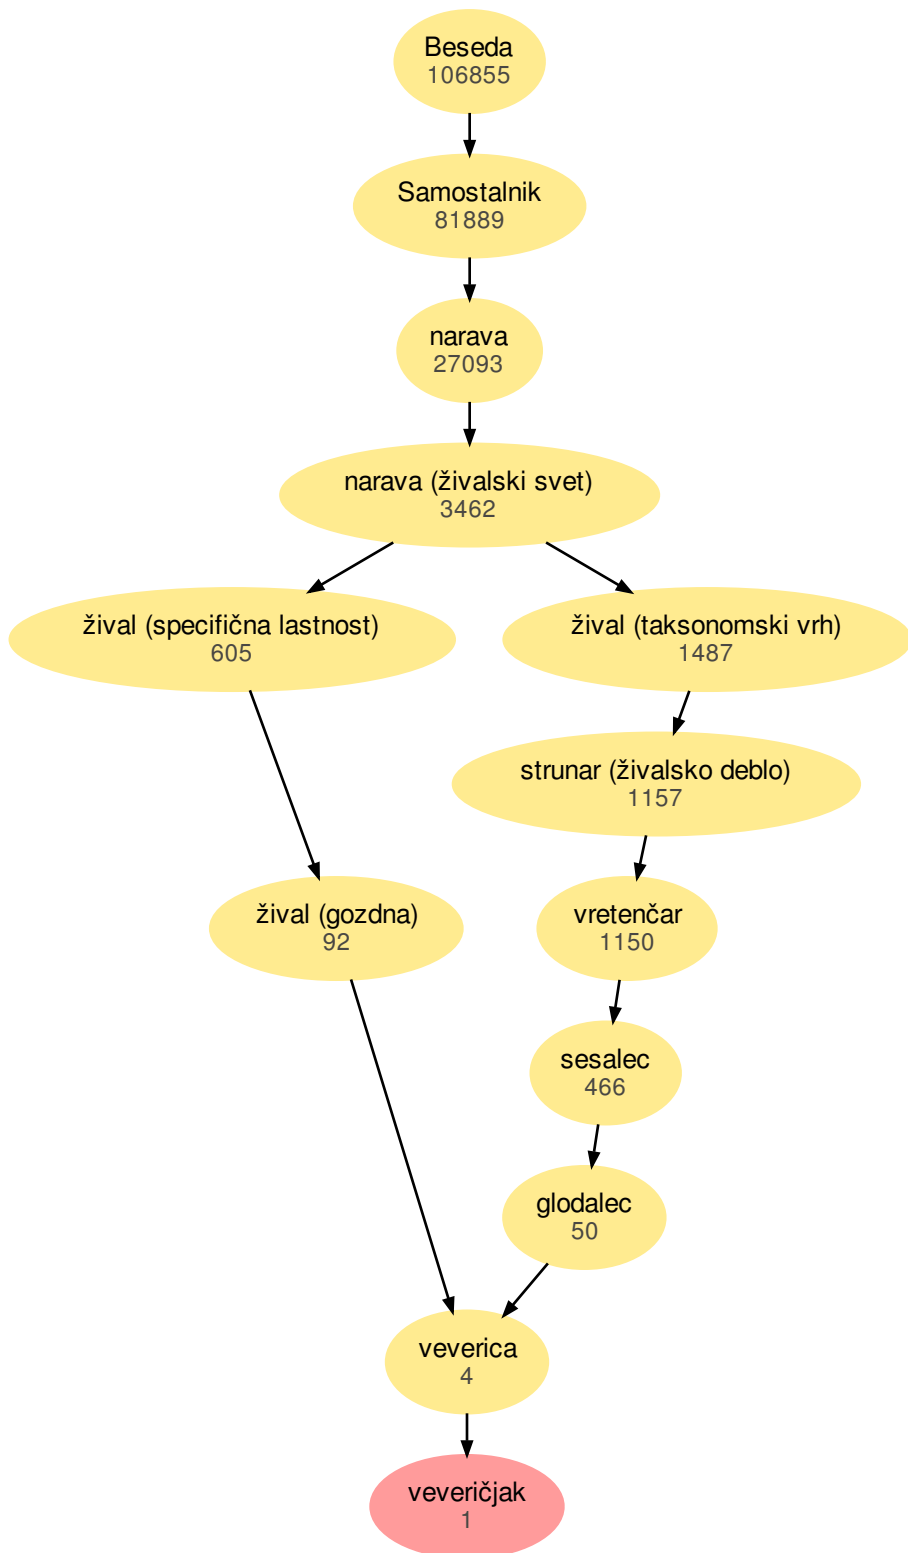 Beseda
106855
Samostalnik
81889
narava
27093
narava (živalski svet)
3462
žival (specifična lastnost)
605
žival (taksonomski vrh)
1487
strunar (živalsko deblo)
1157
žival (gozdna)
92
vretenčar
1150
sesalec
466
glodalec
50
veverica
4
veveričjak
1